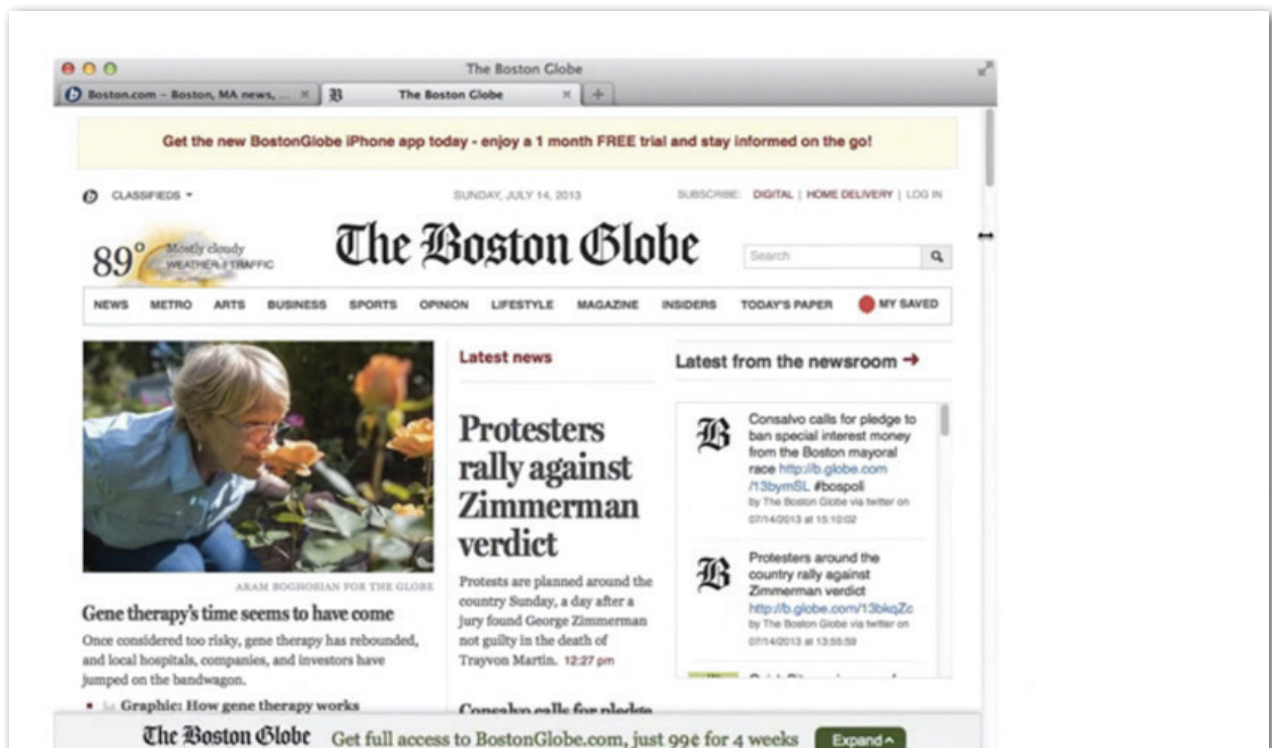 The Boston Globe
Boston.com – Boston, MA news, ...
The Boston Globe
Get the new BostonGlobe iPhone app today - enjoy a 1 month FREE trial and stay informed on the go!
CLASSIFIEDS
SUNDAY, JULY 14, 2013
SUBSCRIBE: DIGITAL | HOME DELIVERY | LOG IN
89°
Mostly cloudy
WEATHER | TRAFFIC
The Boston Globe
Search
NEWS METRO ARTS BUSINESS SPORTS OPINION LIFESTYLE MAGAZINE INSIDERS TODAY'S PAPER MY SAVED
ARAM BOGHOSIAN FOR THE GLOBE
Gene therapy's time seems to have come
Once considered too risky, gene therapy has rebounded,
and local hospitals, companies, and investors have
jumped on the bandwagon.
Graphic: How gene therapy works
Latest news
Protesters
rally against
Zimmerman
verdict
Protests are planned around the
country Sunday, a day after a
jury found George Zimmerman
not guilty in the death of
Trayvon Martin. 12:27 pm
Consalvo calls for pledge
Latest from the newsroom
B
Consalvo calls for pledge to
ban special interest money
from the Boston mayoral
race http://b.globe.com
/13bymSL #bospoli
by The Boston Globe via twitter on
07/14/2013 at 15:10:02
B
Protesters around the
country rally against
Zimmerman verdict
http://b.globe.com/13bkqZc
by The Boston Globe via twitter on
07/14/2013 at 13:55:59
The Boston Globe Get full access to BostonGlobe.com, just 99¢ for 4 weeks Expand